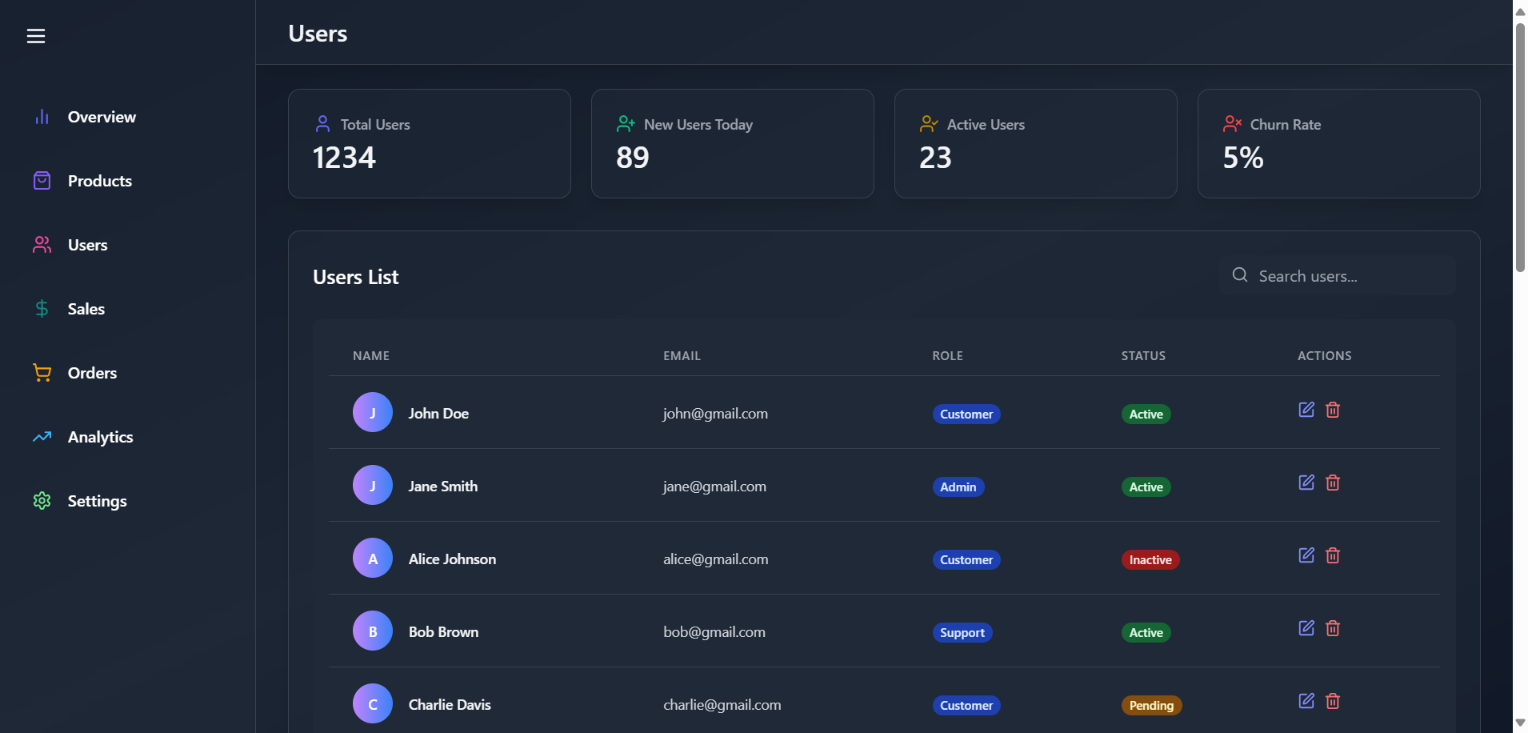 Users
Overview
Products
Users
Sales
Orders
Analytics
Settings
Total Users
1234
New Users Today
89
Active Users
23
Churn Rate
5%
Users List
Search users...
NAME EMAIL ROLE STATUS ACTIONS
J John Doe john@gmail.com Customer Active
J Jane Smith jane@gmail.com Admin Active
A Alice Johnson alice@gmail.com Customer Inactive
B Bob Brown bob@gmail.com Support Active
C Charlie Davis charlie@gmail.com Customer Pending